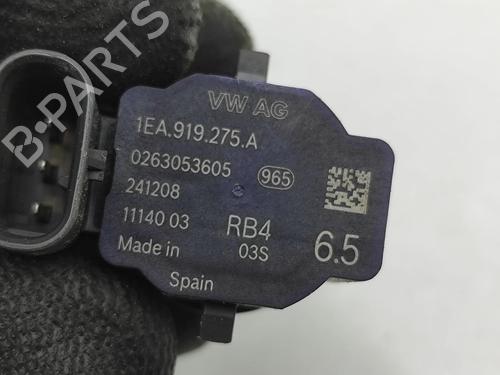 B-PARTS
VW AG
1EA.919.275.A
0263053605 965
241208
11140 03 RB4
Made in 03S 6.5
Spain